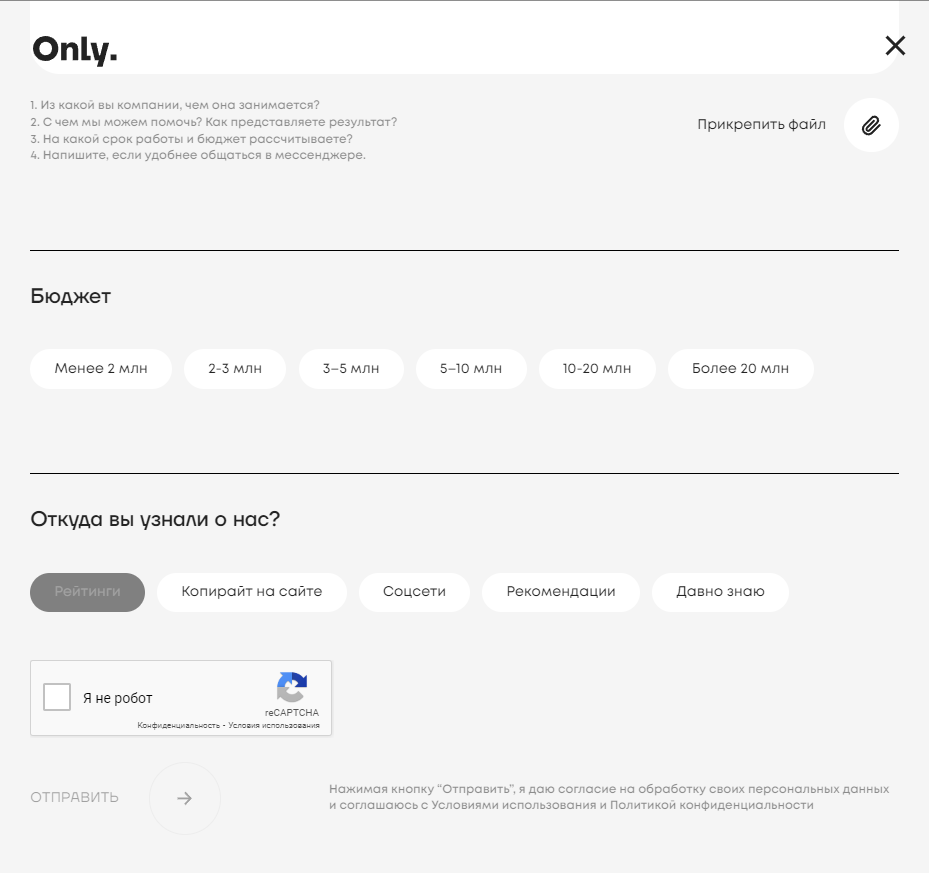 Only.
1. Из какой вы компании, чем она занимается?
2. С чем мы можем помочь? Как представляете результат?
3. На какой срок работы и бюджет рассчитываете?
4. Напишите, если удобнее общаться в мессенджере.
Прикрепить файл
Бюджет
Менее 2 млн
2-3 млн
3–5 млн
5–10 млн
10-20 млн
Более 20 млн
Откуда вы узнали о нас?
Рейтинги
Копирайт на сайте
Соцсети
Рекомендации
Давно знаю
Я не робот
reCAPTCHA
Конфиденциальность - Условия использования
ОТПРАВИТЬ
Нажимая кнопку “Отправить”, я даю согласие на обработку своих персональных данных
и соглашаюсь с Условиями использования и Политикой конфиденциальности